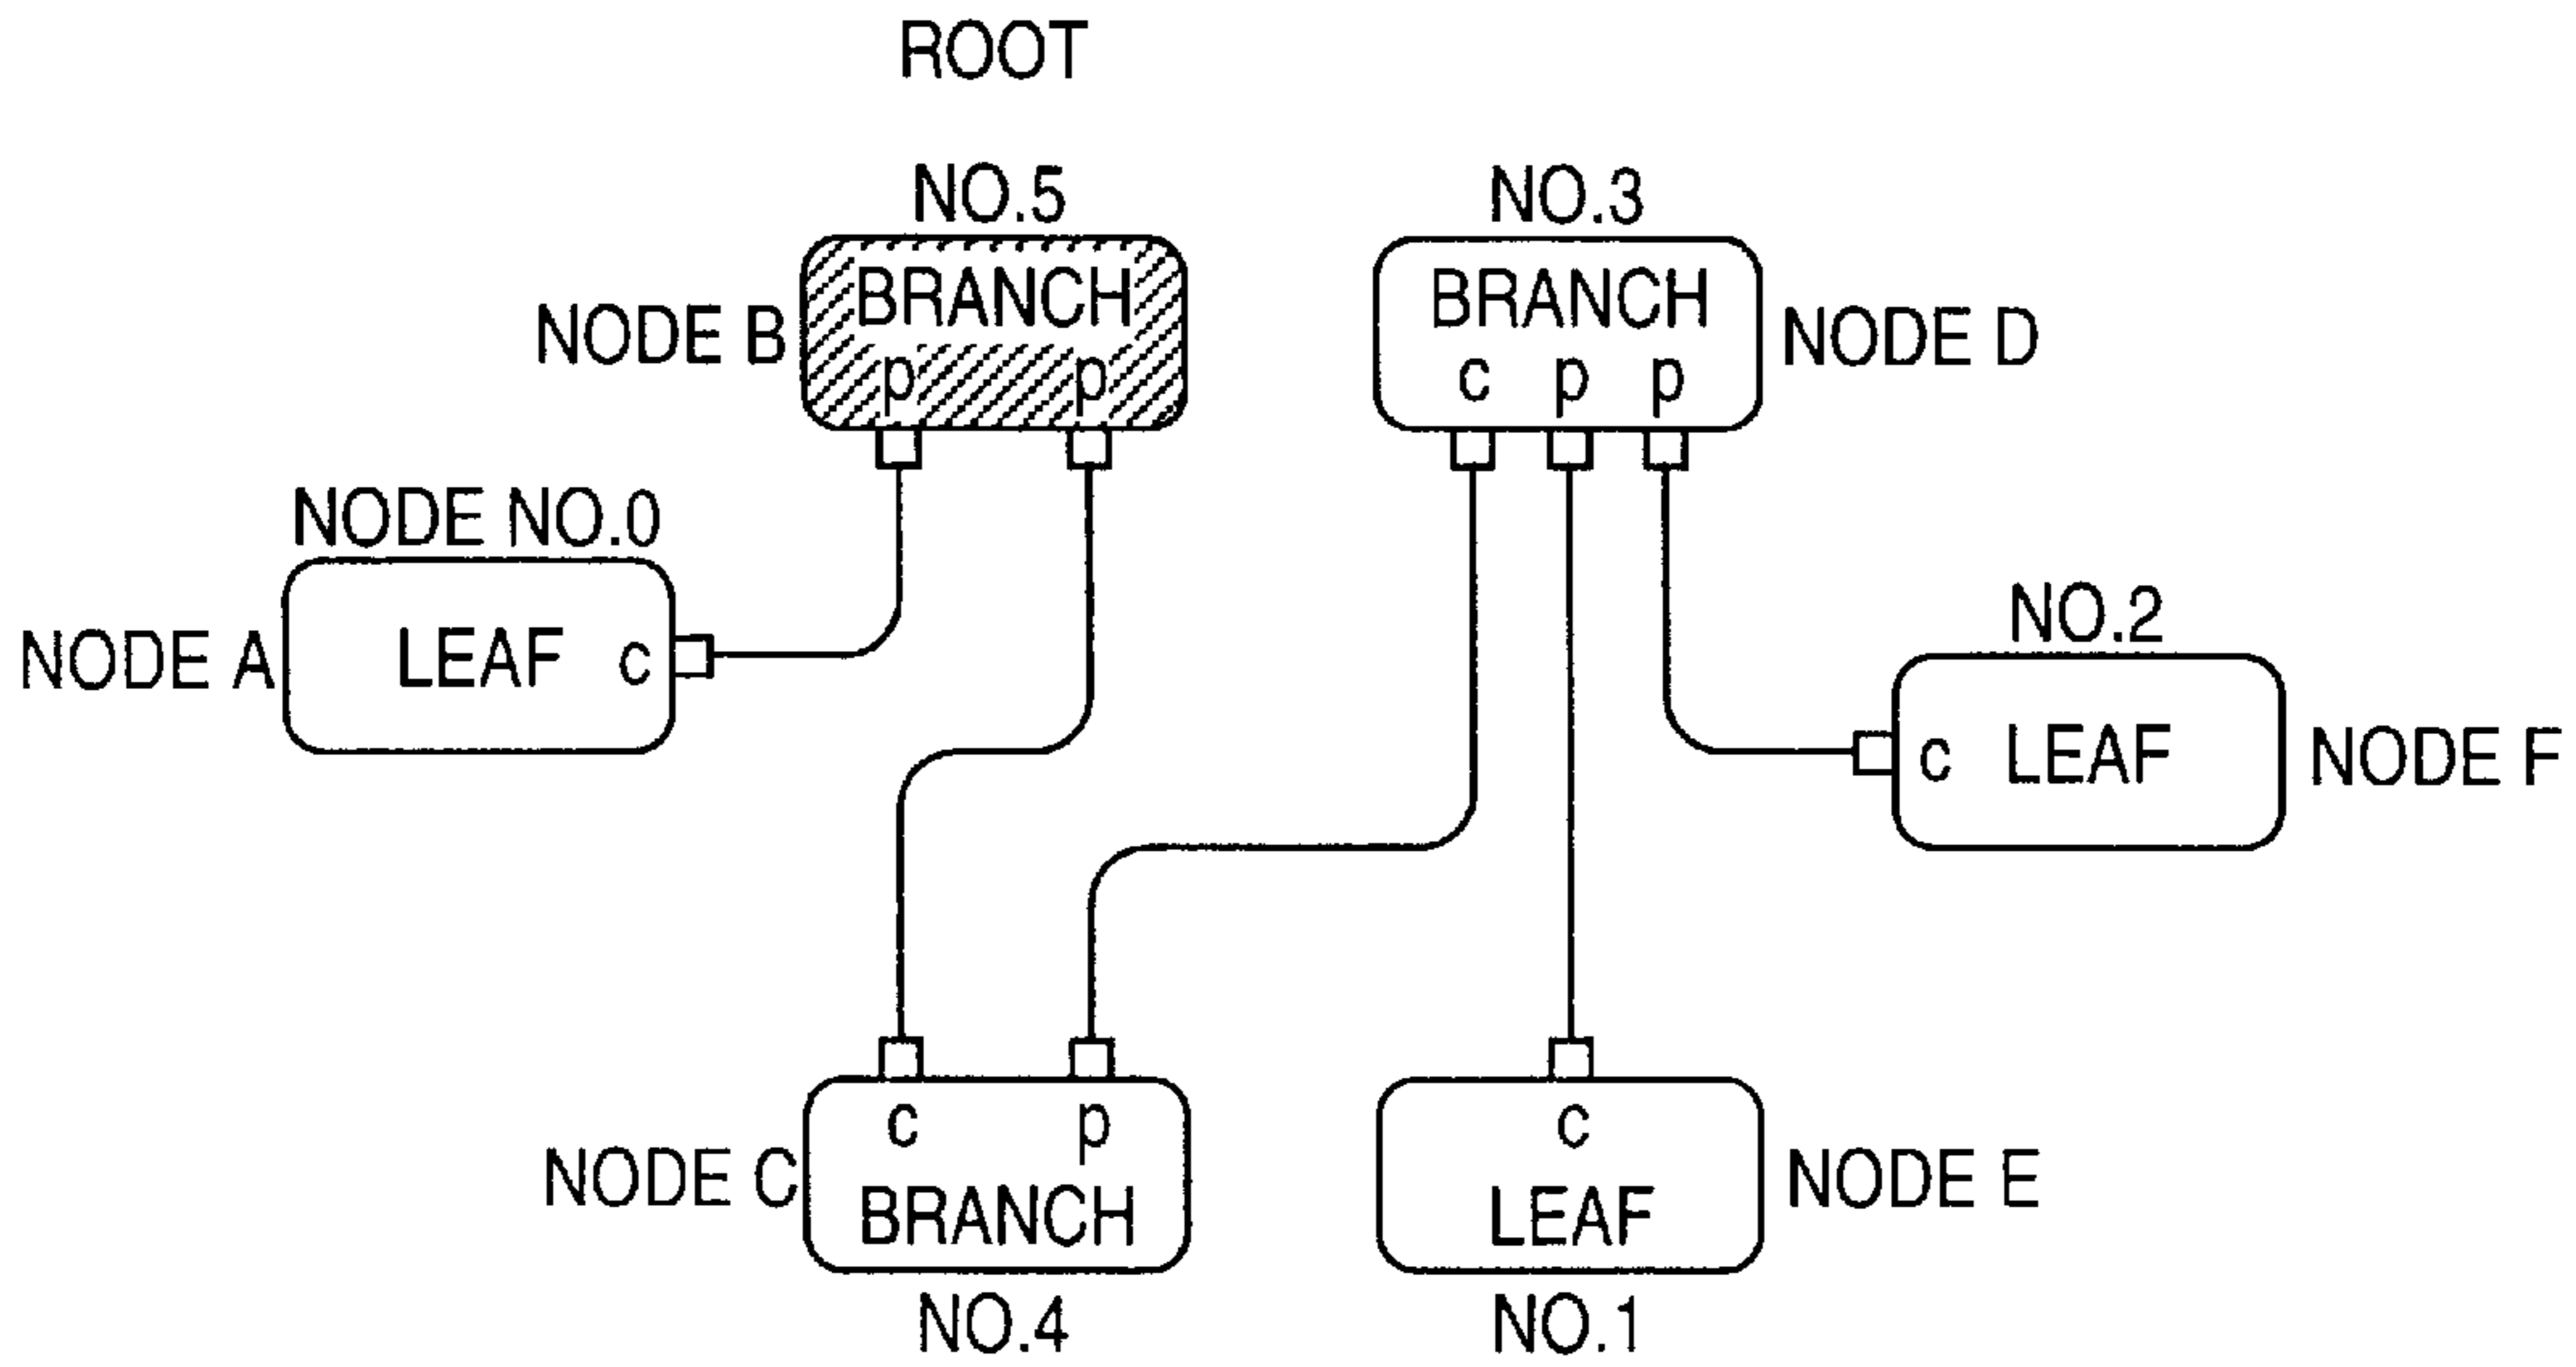 ROOT
NO.5
NO.3
BRANCH
BRANCH
NODE B
NODE D
p p
c p p
NODE NO.0
NO.2
NODE A
LEAF c
c LEAF
NODE F
c p
c
NODE C
NODE E
BRANCH
LEAF
NO.4
NO.1